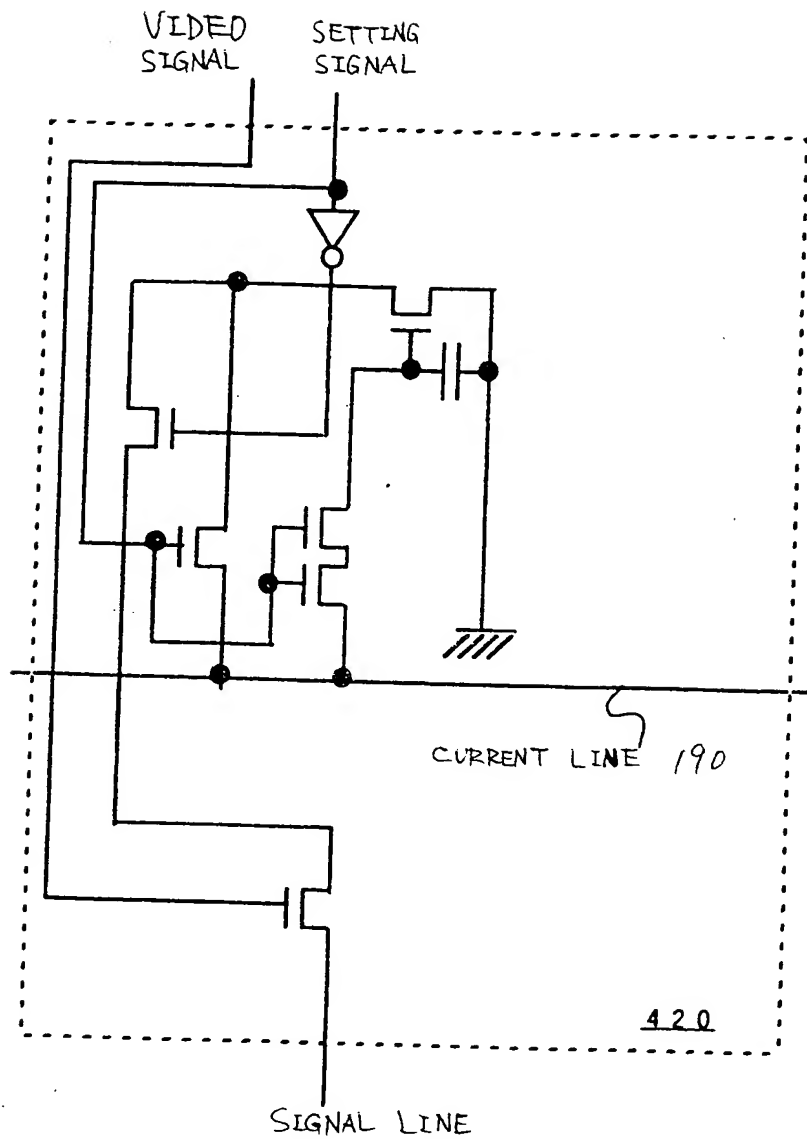 VIDEO
SIGNAL
SETTING
SIGNAL
CURRENT LINE 190
420
SIGNAL LINE